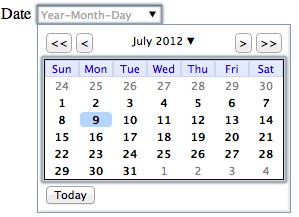 Date Year-Month-Day ▼
<< < July 2012 ▼ > >>
Sun Mon Tue Wed Thu Fri Sat
24 25 26 27 28 29 30
1 2 3 4 5 6 7
8 9 10 11 12 13 14
15 16 17 18 19 20 21
22 23 24 25 26 27 28
29 30 31 1 2 3 4
Today